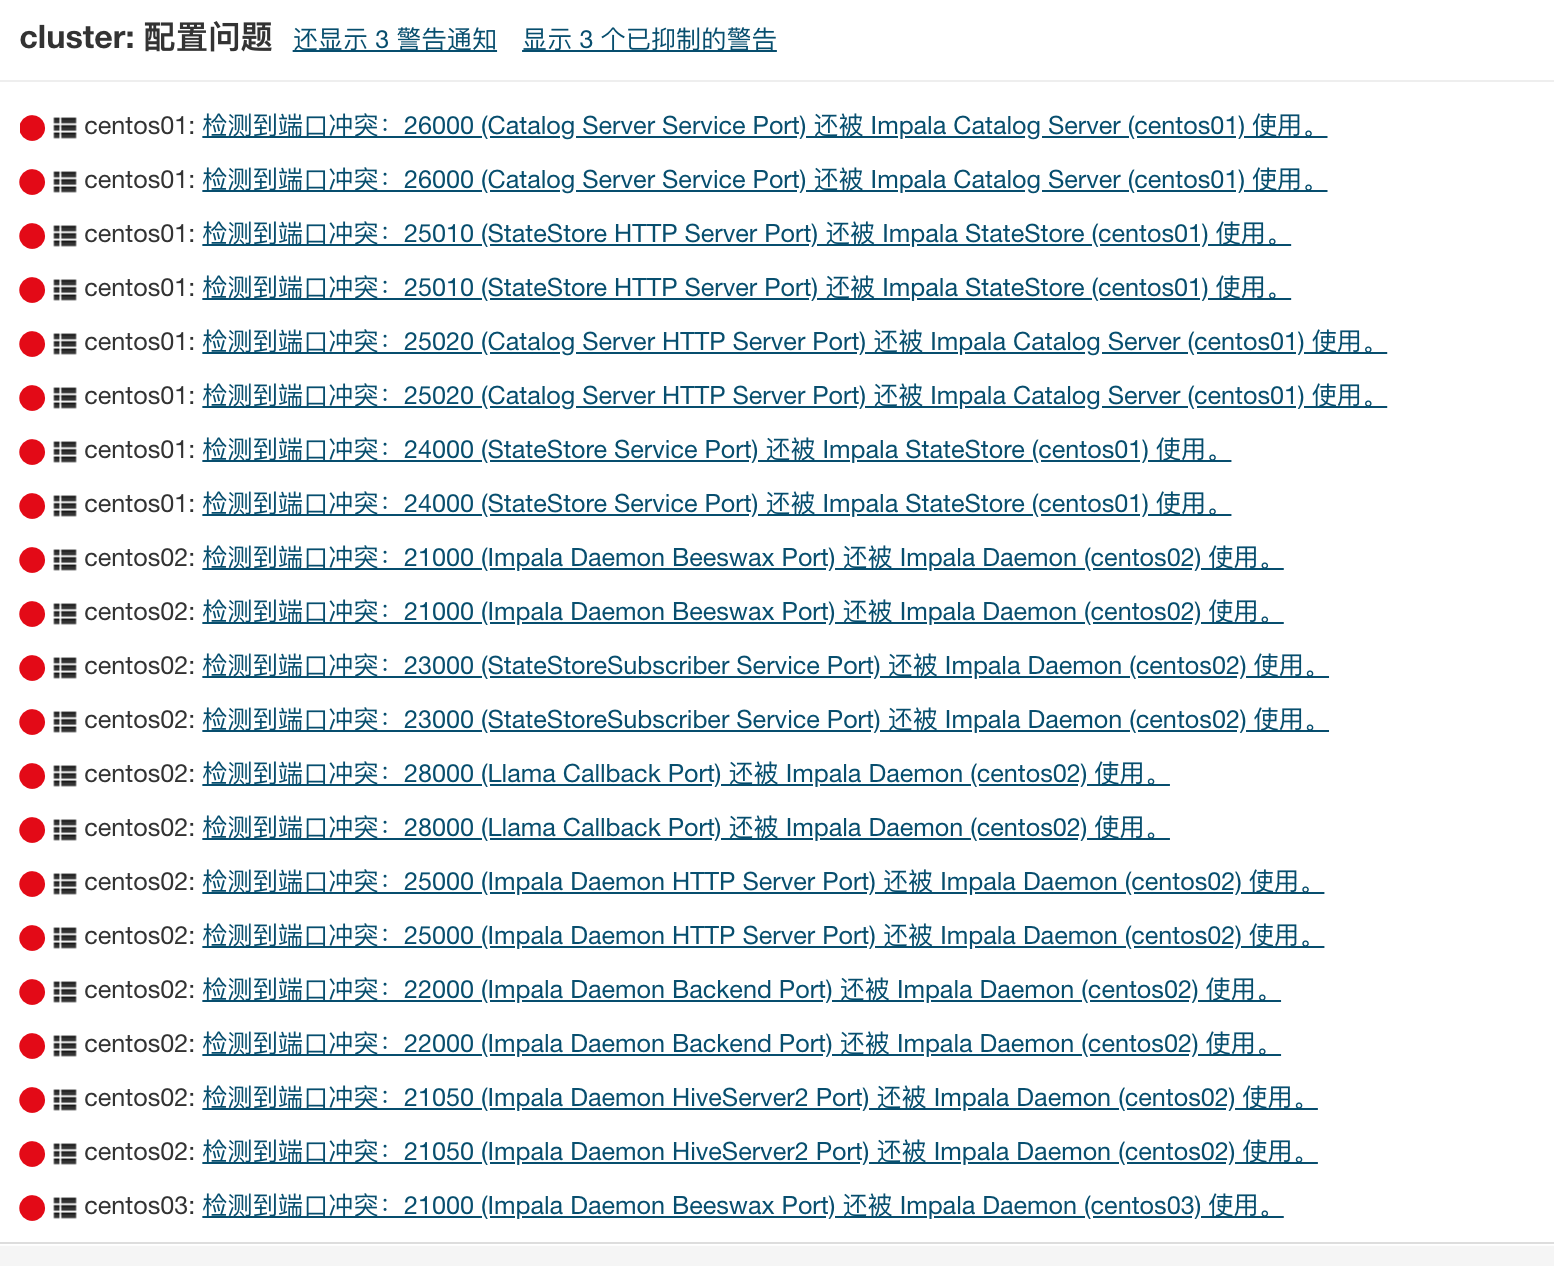 cluster: 配置问题 还显示 3 警告通知 显示 3 个已抑制的警告
centos01: 检测到端口冲突：26000 (Catalog Server Service Port) 还被 Impala Catalog Server (centos01) 使用。
centos01: 检测到端口冲突：26000 (Catalog Server Service Port) 还被 Impala Catalog Server (centos01) 使用。
centos01: 检测到端口冲突：25010 (StateStore HTTP Server Port) 还被 Impala StateStore (centos01) 使用。
centos01: 检测到端口冲突：25010 (StateStore HTTP Server Port) 还被 Impala StateStore (centos01) 使用。
centos01: 检测到端口冲突：25020 (Catalog Server HTTP Server Port) 还被 Impala Catalog Server (centos01) 使用。
centos01: 检测到端口冲突：25020 (Catalog Server HTTP Server Port) 还被 Impala Catalog Server (centos01) 使用。
centos01: 检测到端口冲突：24000 (StateStore Service Port) 还被 Impala StateStore (centos01) 使用。
centos01: 检测到端口冲突：24000 (StateStore Service Port) 还被 Impala StateStore (centos01) 使用。
centos02: 检测到端口冲突：21000 (Impala Daemon Beeswax Port) 还被 Impala Daemon (centos02) 使用。
centos02: 检测到端口冲突：21000 (Impala Daemon Beeswax Port) 还被 Impala Daemon (centos02) 使用。
centos02: 检测到端口冲突：23000 (StateStoreSubscriber Service Port) 还被 Impala Daemon (centos02) 使用。
centos02: 检测到端口冲突：23000 (StateStoreSubscriber Service Port) 还被 Impala Daemon (centos02) 使用。
centos02: 检测到端口冲突：28000 (Llama Callback Port) 还被 Impala Daemon (centos02) 使用。
centos02: 检测到端口冲突：28000 (Llama Callback Port) 还被 Impala Daemon (centos02) 使用。
centos02: 检测到端口冲突：25000 (Impala Daemon HTTP Server Port) 还被 Impala Daemon (centos02) 使用。
centos02: 检测到端口冲突：25000 (Impala Daemon HTTP Server Port) 还被 Impala Daemon (centos02) 使用。
centos02: 检测到端口冲突：22000 (Impala Daemon Backend Port) 还被 Impala Daemon (centos02) 使用。
centos02: 检测到端口冲突：22000 (Impala Daemon Backend Port) 还被 Impala Daemon (centos02) 使用。
centos02: 检测到端口冲突：21050 (Impala Daemon HiveServer2 Port) 还被 Impala Daemon (centos02) 使用。
centos02: 检测到端口冲突：21050 (Impala Daemon HiveServer2 Port) 还被 Impala Daemon (centos02) 使用。
centos03: 检测到端口冲突：21000 (Impala Daemon Beeswax Port) 还被 Impala Daemon (centos03) 使用。